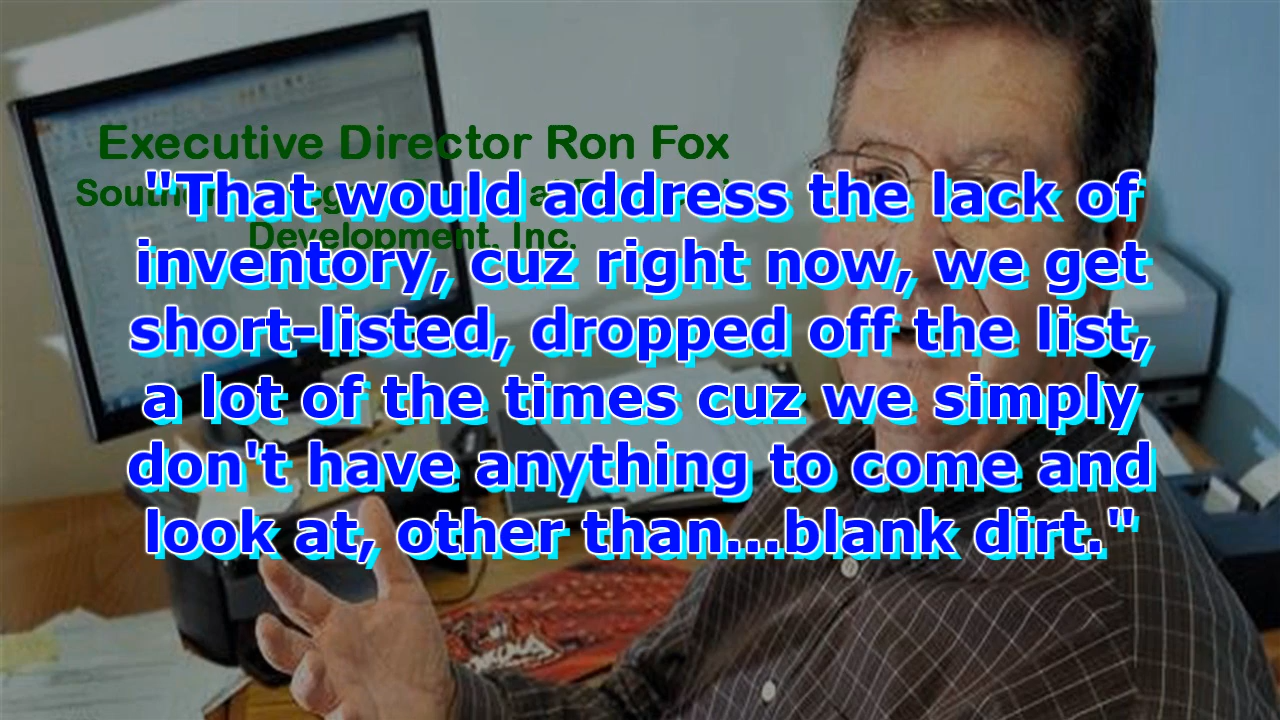 Executive Director Ron Fox
Development, Inc.
"That would address the lack of
inventory, cuz right now, we get
short-listed, dropped off the list,
a lot of the times cuz we simply
don't have anything to come and
look at, other than...blank dirt."